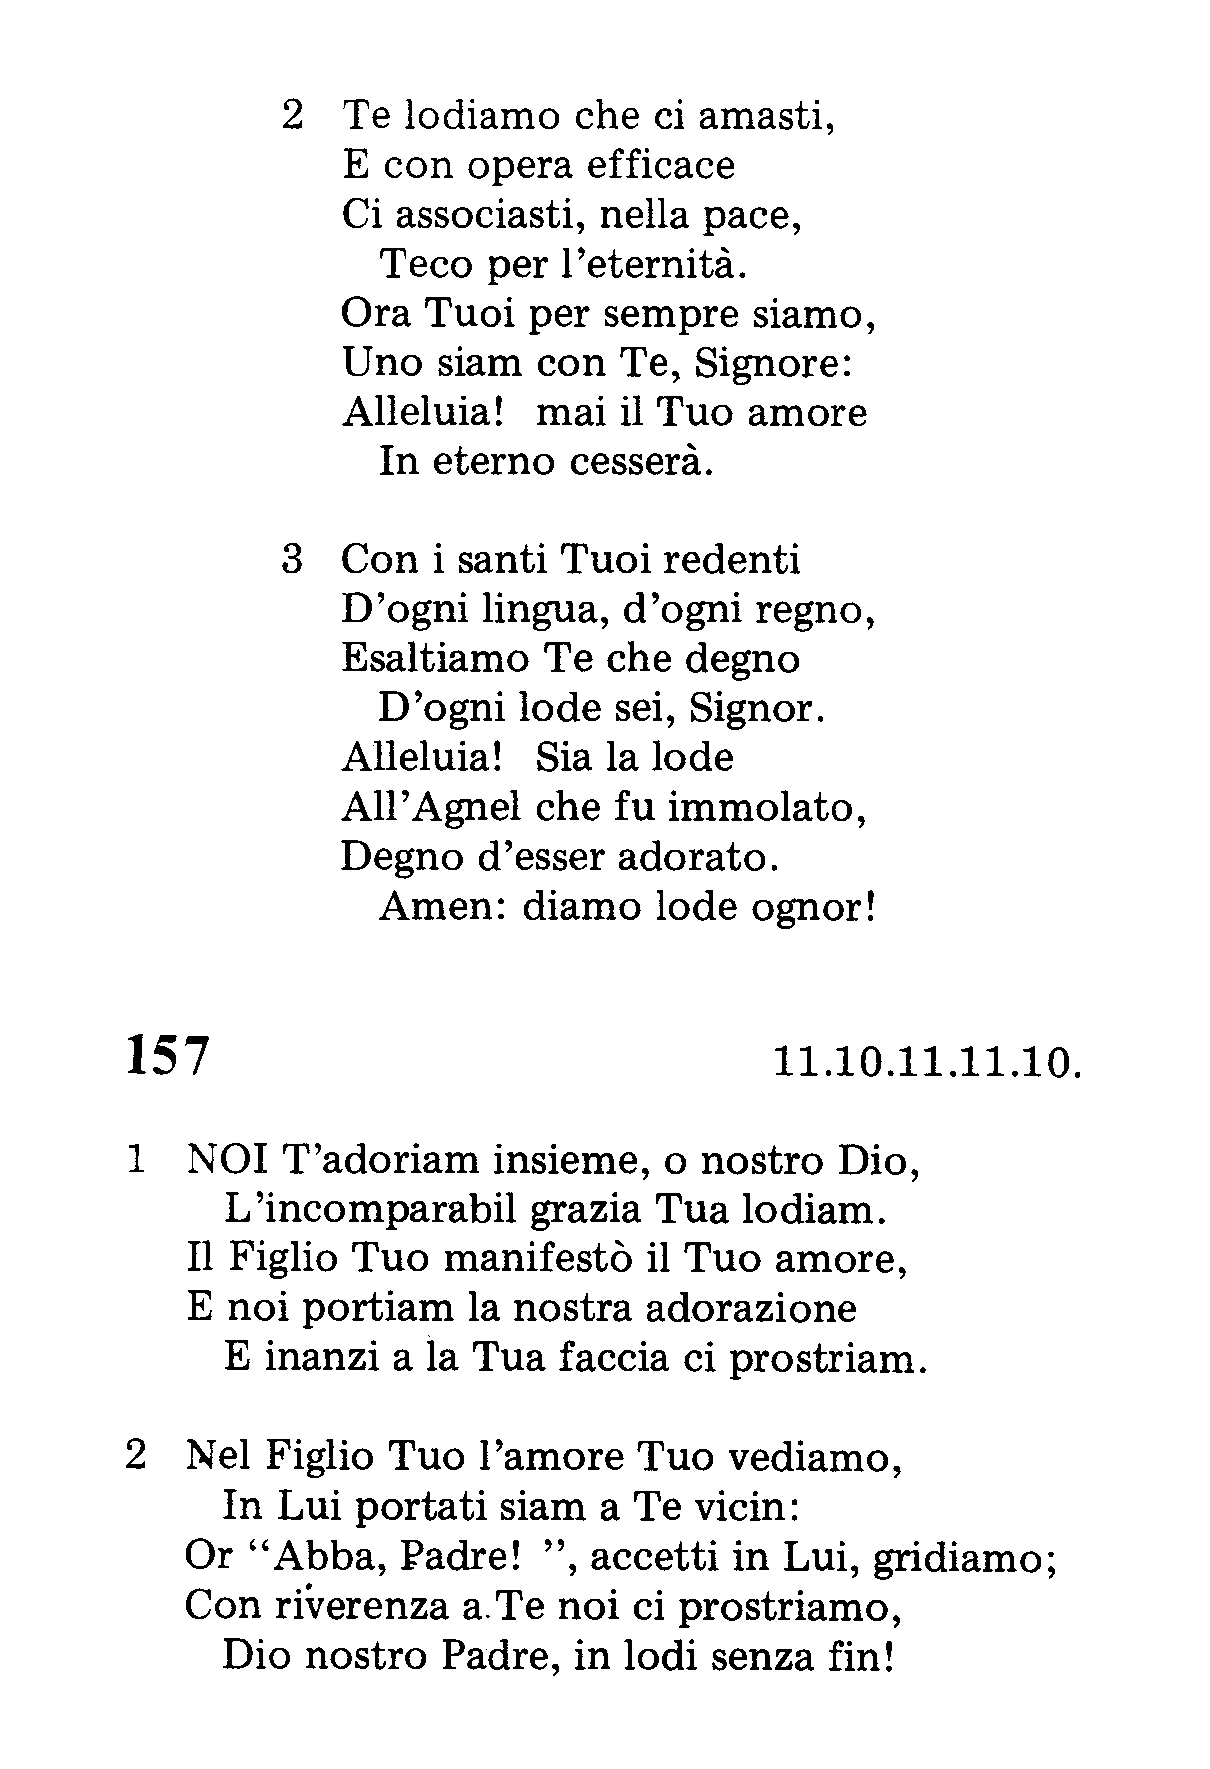 2 Te lodiamo che ci amasti,
E con opera efficace
Ci associasti, nella pace,
Teco per l'eternità.
Ora Tuoi per sempre siamo,
Uno siam con Te, Signore:
Alleluia! mai il Tuo amore
In eterno cesserà.
3 Con i santi Tuoi redenti
D'ogni lingua, d'ogni regno,
Esaltiamo Te che degno
D'ogni lode sei, Signor.
Alleluia! Sia la lode
All'Agnel che fu immolato,
Degno d'esser adorato.
Amen: diamo lode ognor!
157 11.10.11.11.10.
1 NOI T'adoriam insieme, o nostro Dio,
L'incomparabil grazia Tua lodiam.
Il Figlio Tuo manifestò il Tuo amore,
E noi portiam la nostra adorazione
E inanzi a la Tua faccia ci prostriam.
2 Nel Figlio Tuo l'amore Tuo vediamo,
In Lui portati siam a Te vicin:
Or “Abba, Padre! ”, accetti in Lui, gridiamo;
Con riverenza a Te noi ci prostriamo,
Dio nostro Padre, in lodi senza fin!